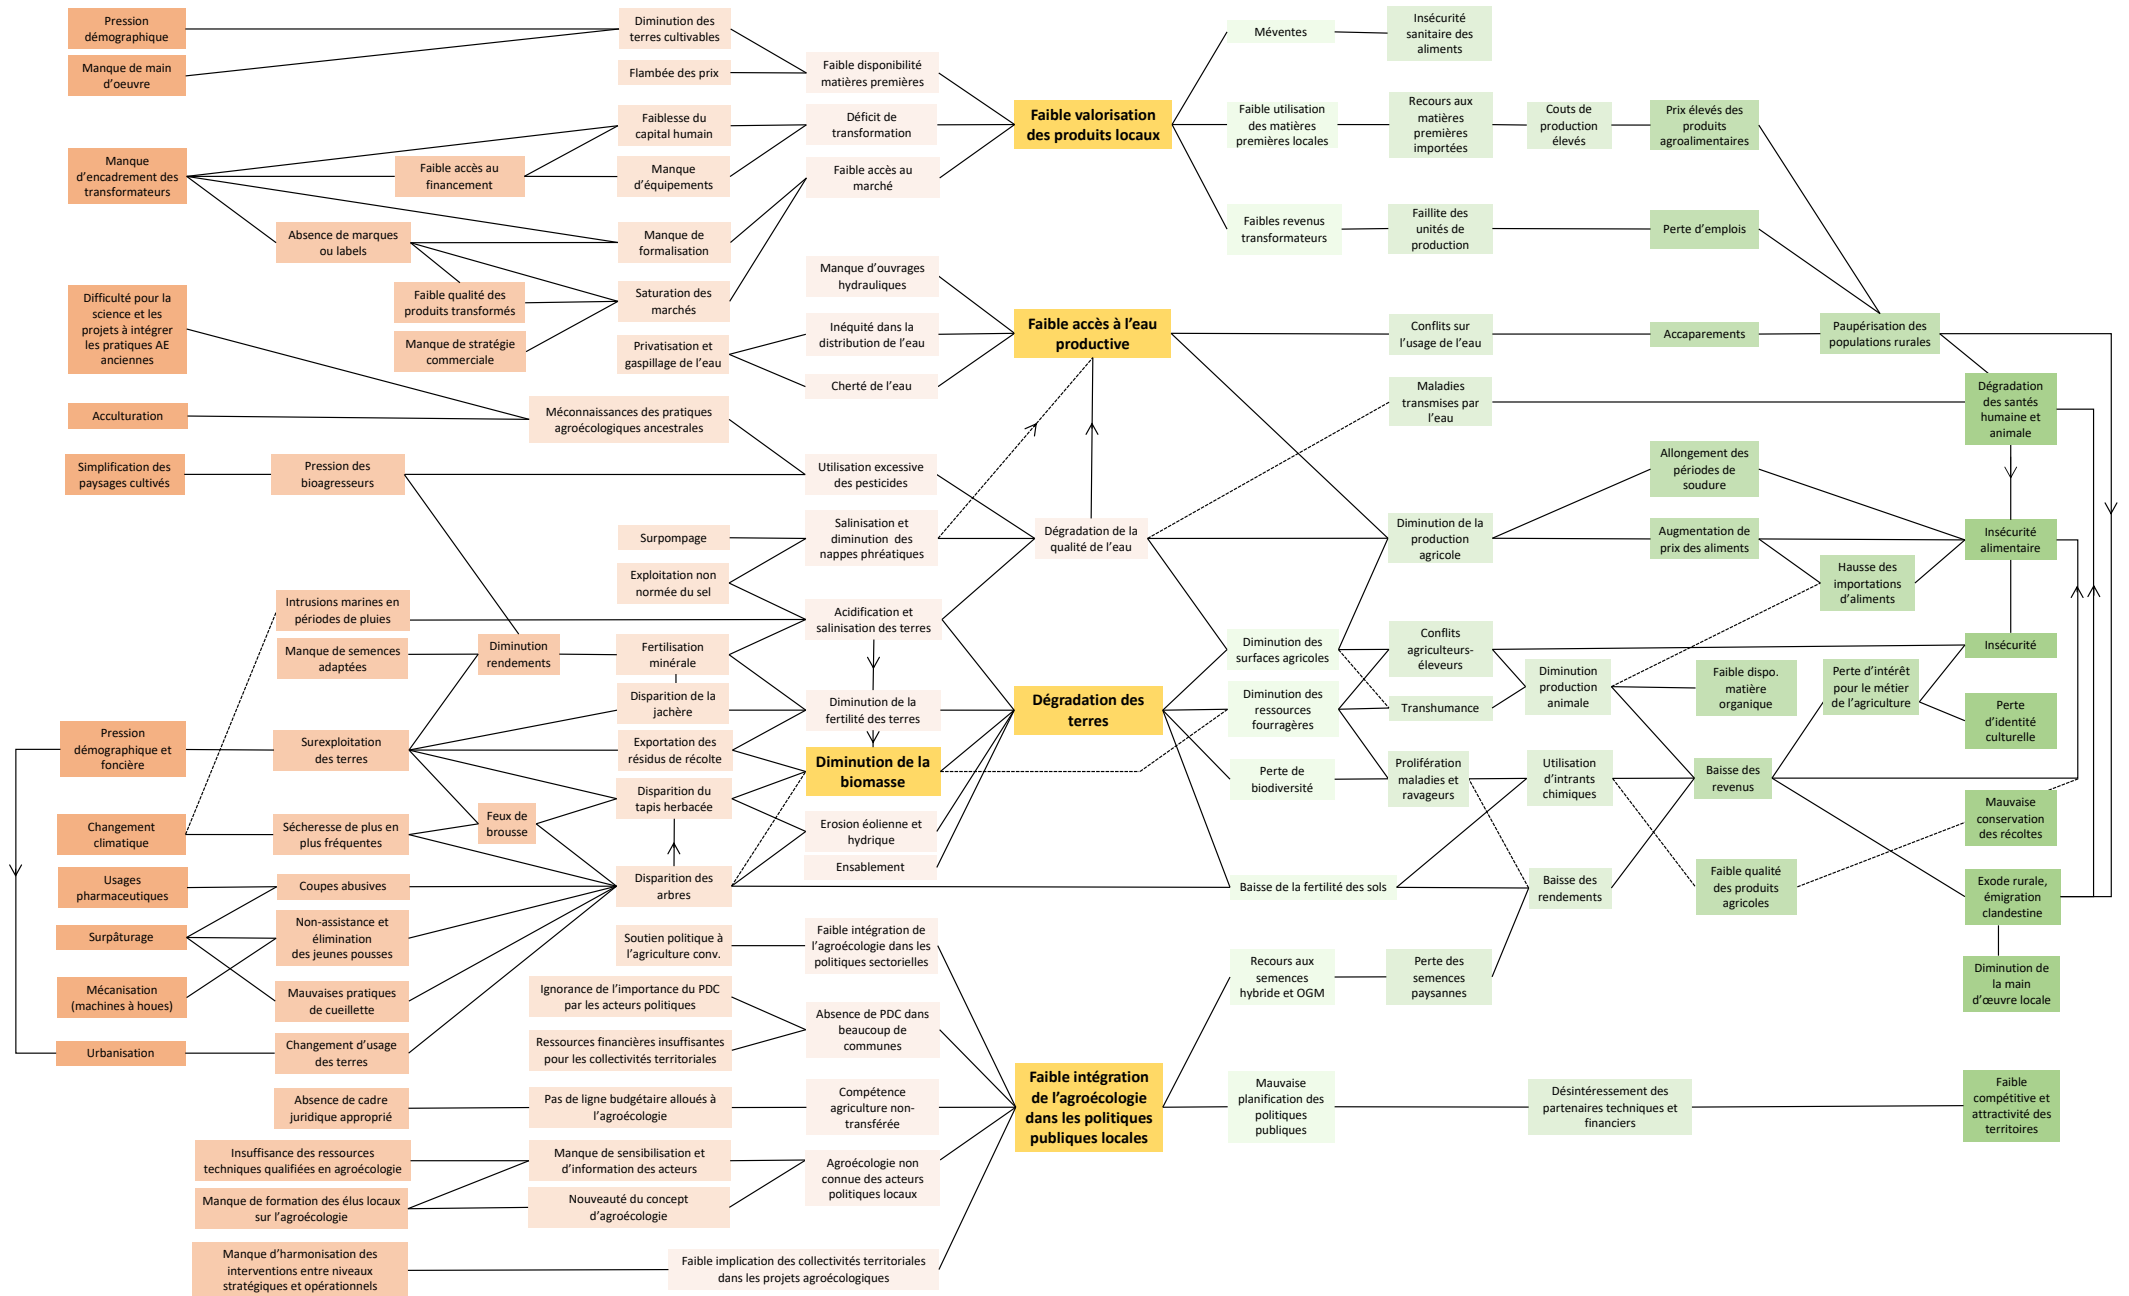 Pression
démographique
Manque de main
d'oeuvre
Manque
d'encadrement des
transformateurs
Difficulté pour la
science et les
projets à intégrer
les pratiques AE
anciennes
Acculturation
Simplification des
paysages cultivés
Pression
démographique et
foncière
Changement
climatique
Usages
pharmaceutiques
Surpâturage
Mécanisation
(machines à houes)
Urbanisation
Absence de marques
ou labels
Pression des
bioagresseurs
Intrusions marines en
périodes de pluies
Manque de semences
adaptées
Surexploitation
des terres
Sécheresse de plus en
plus fréquentes
Coupes abusives
Non-assistance et
élimination
des jeunes pousses
Mauvaises pratiques
de cueillette
Changement d'usage
des terres
Absence de cadre
juridique approprié
Insuffisance des ressources
techniques qualifiées en agroécologie
Manque de formation des élus locaux
sur l'agroécologie
Manque d'harmonisation des
interventions entre niveaux
stratégiques et opérationnels
Faible accès au
financement
Faible qualité des
produits transformés
Manque de stratégie
commerciale
Diminution
rendements
Feux de
brousse
Diminution des
terres cultivables
Flambée des prix
Faiblesse du
capital humain
Manque
d'équipements
Manque de
formalisation
Saturation des
marchés
Privatisation et
gaspillage de l'eau
Méconnaissances des pratiques
agroécologiques ancestrales
Surpompage
Exploitation non
normée du sel
Fertilisation
minérale
Disparition de la
jachère
Exportation des
résidus de récolte
Disparition du
tapis herbacée
Disparition des
arbres
Soutien politique à
l'agriculture conv.
Ignorance de l'importance du PDC
par les acteurs politiques
Ressources financières insuffisantes
pour les collectivités territoriales
Pas de ligne budgétaire alloués à
l'agroécologie
Manque de sensibilisation et
d'information des acteurs
Nouveauté du concept
d'agroécologie
Faible implication des collectivités territoriales
dans les projets agroécologiques
Faible disponibilité
matières premières
Déficit de
transformation
Faible accès au
marché
Manque d'ouvrages
hydrauliques
Inéquité dans la
distribution de l'eau
Cherté de l'eau
Utilisation excessive
des pesticides
Salinisation et
diminution des
nappes phréatiques
Acidification et
salinisation des terres
Diminution de la
fertilité des terres
Diminution de la
biomasse
Erosion éolienne et
hydrique
Ensablement
Faible intégration de
l'agroécologie dans les
politiques sectorielles
Absence de PDC dans
beaucoup de
communes
Compétence
agriculture non-
transférée
Agroécologie non
connue des acteurs
politiques locaux
Faible valorisation
des produits locaux
Faible accès à l'eau
productive
Dégradation de la
qualité de l'eau
Dégradation des
terres
Faible intégration
de l'agroécologie
dans les politiques
publiques locales
Méventes
Faible utilisation
des matières
premières locales
Faibles revenus
transformateurs
Diminution des
surfaces agricoles
Diminution des
ressources
fourragères
Perte de
biodiversité
Baisse de la fertilité des sols
Recours aux
semences
hybride et OGM
Mauvaise
planification des
politiques
publiques
Insécurité
sanitaire des
aliments
Recours aux
matières
premières
importées
Faillite des
unités de
production
Conflits sur
l'usage de l'eau
Maladies
transmises par
l'eau
Diminution de la
production
agricole
Conflits
agriculteurs-
éleveurs
Transhumance
Prolifération
maladies et
ravageurs
Perte des
semences
paysannes
Couts de
production
élevés
Diminution
production
animale
Utilisation
d'intrants
chimiques
Baisse des
rendements
Désintéressement des
partenaires techniques et
financiers
Prix élevés des
produits
agroalimentaires
Perte d'emplois
Accaparements
Allongement des
périodes de
soudure
Augmentation de
prix des aliments
Faible dispo.
matière
organique
Baisse des
revenus
Faible qualité
des produits
agricoles
Paupérisation des
populations rurales
Hausse des
importations
d'aliments
Perte d'intérêt
pour le métier
de l'agriculture
Dégradation
des santés
humaine et
animale
Insécurité
alimentaire
Insécurité
Perte
d'identité
culturelle
Mauvaise
conservation
des récoltes
Exode rurale,
émigration
clandestine
Diminution de
la main
d'œuvre locale
Faible
compétitive et
attractivité des
territoires